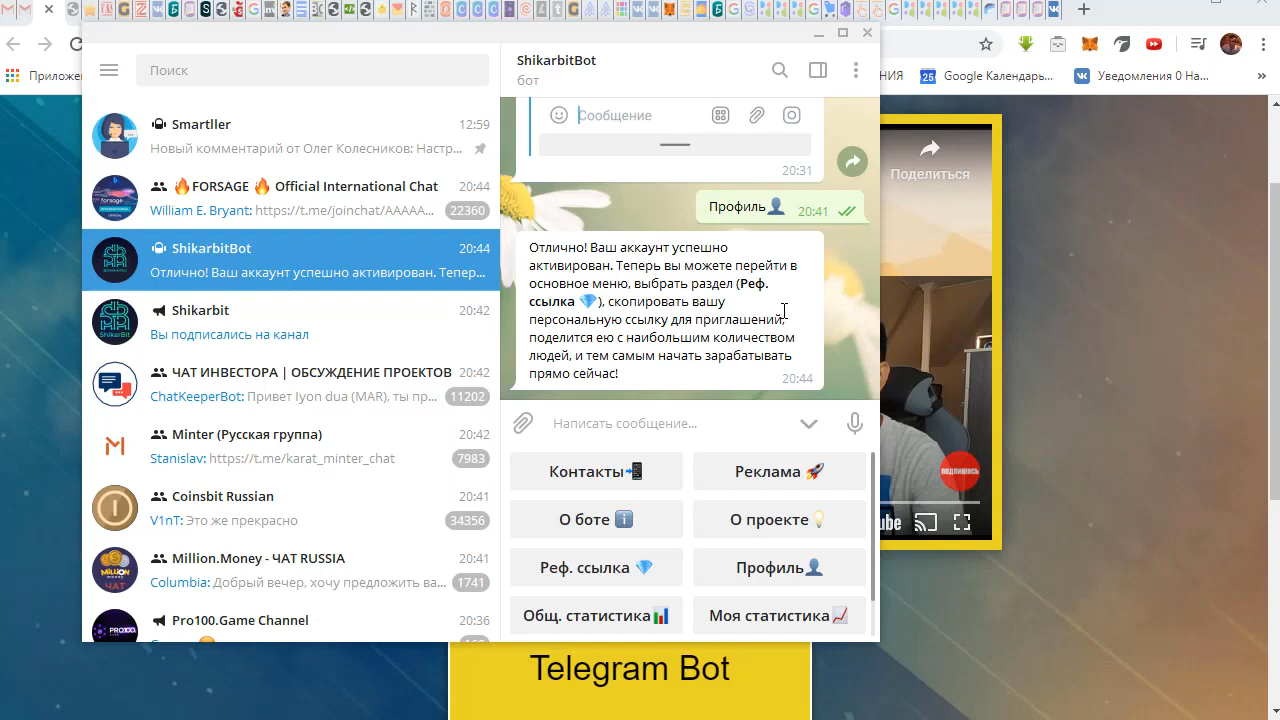 Приложе
ния
Google Календарь...
Уведомления 0 На...
»
Поиск
Smartller
12:59
Новый комментарий от Олег Колесников: Настр...
🔥FORSAGE 🔥 Official International Chat
20:44
William E. Bryant: https://t.me/joinchat/AAAAA...
22360
ShikarbitBot
20:44
Отлично! Ваш аккаунт успешно активирован. Тепер...
Shikarbit
20:42
Вы подписались на канал
ЧАТ ИНВЕСТОРА | ОБСУЖДЕНИЕ ПРОЕКТОВ
20:42
ChatKeeperBot: Привет Iyon dua (MAR), ты пр...
11202
Minter (Русская группа)
20:42
Stanislav: https://t.me/karat_minter_chat
7983
Coinsbit Russian
20:41
V1nT: Это же прекрасно
34356
Million.Money - ЧАТ RUSSIA
20:41
Columbia: Добрый вечер, хочу предложить ва...
1741
Pro100.Game Channel
20:36
ShikarbitBot
бот
Сообщение
20:31
Профиль👤
20:41
Отлично! Ваш аккаунт успешно
активирован. Теперь вы можете перейти в
основное меню, выбрать раздел (Реф.
ссылка 💎), скопировать вашу
персональную ссылку для приглашений,
поделится ею с наибольшим количеством
людей, и тем самым начать зарабатывать
прямо сейчас!
20:44
Написать сообщение...
Контакты📲
Реклама 🚀
О боте ℹ️
О проекте💡
Реф. ссылка 💎
Профиль👤
Общ. статистика📊
Моя статистика📈
Поделиться
ПОДПИШИСЬ
ube
Telegram Bot